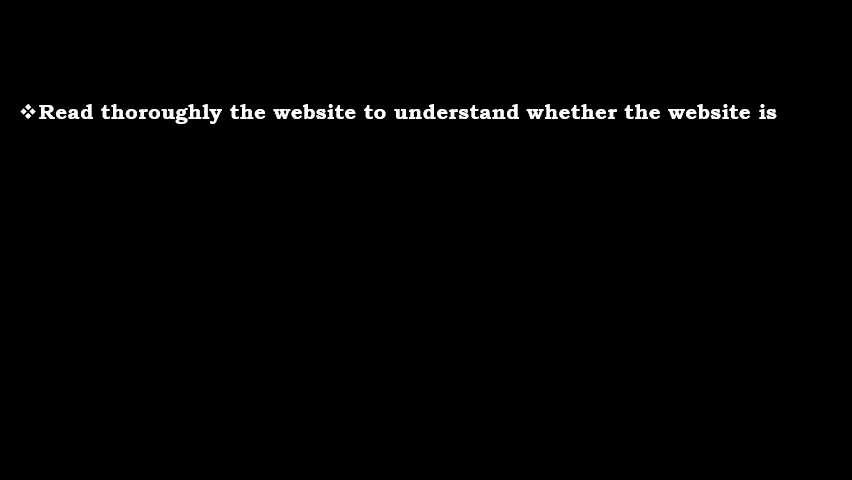 ❖Read thoroughly the website to understand whether the website is